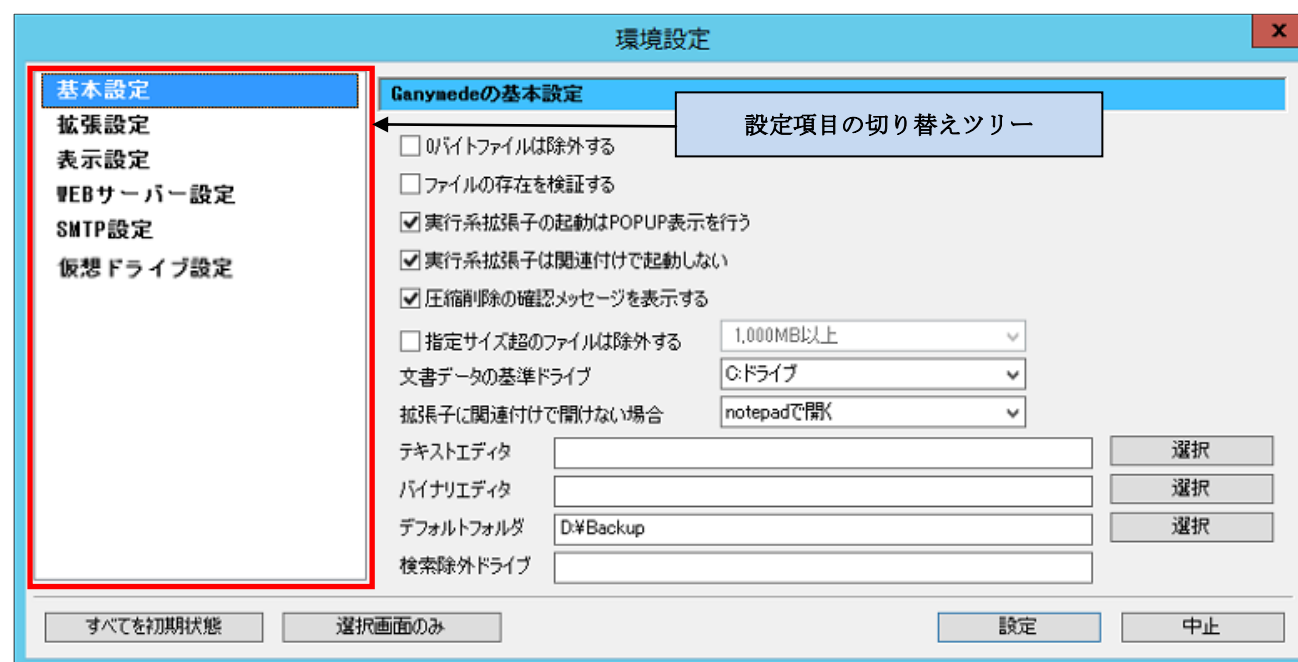 環境設定
x
基本設定
拡張設定
表示設定
WEBサーバー設定
SMTP設定
仮想ドライブ設定
Ganymedeの基本設定
設定項目の切り替えツリー
0バイトファイルは除外する
ファイルの存在を検証する
実行系拡張子の起動はPOPUP表示を行う
実行系拡張子は関連付けで起動しない
圧縮削除の確認メッセージを表示する
指定サイズ超のファイルは除外する 1,000MB以上
文書データの基準ドライブ C:ドライブ
拡張子に関連付けで開けない場合 notepadで開く
テキストエディタ 選択
バイナリエディタ 選択
デフォルトフォルダ D:¥Backup 選択
検索除外ドライブ
すべてを初期状態 選択画面のみ 設定 中止